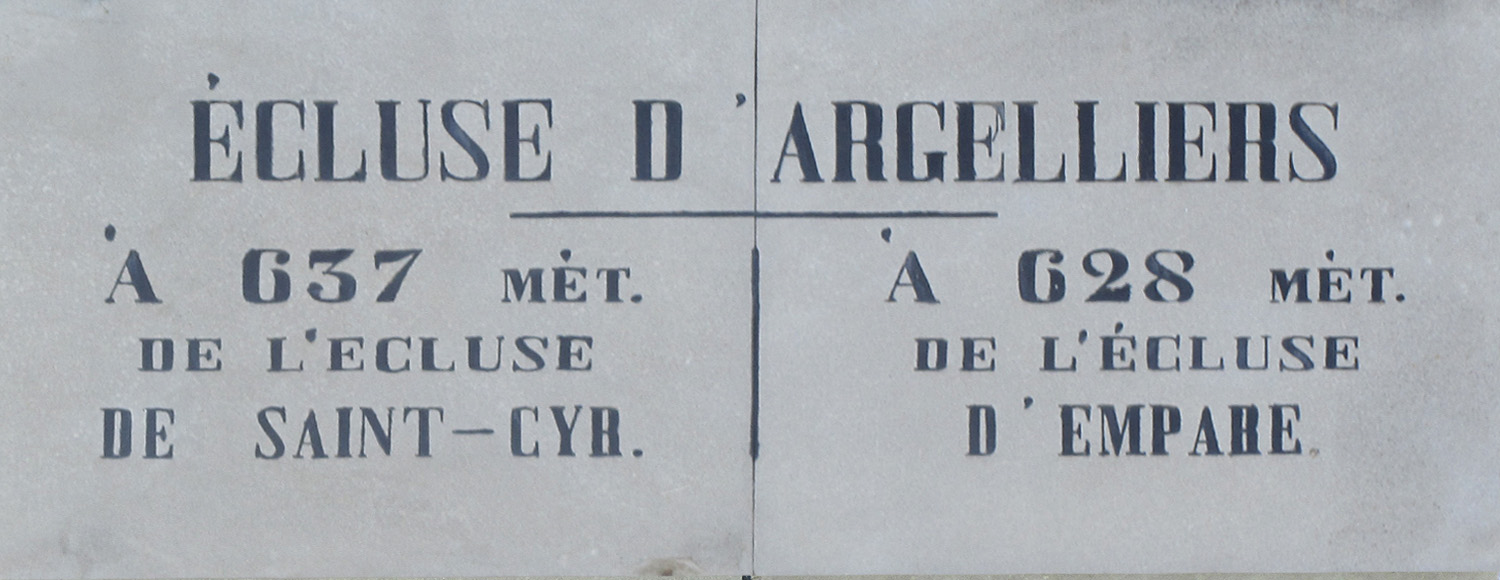 ÉCLUSE D'ARGELLIERS
À 637 MÈT.
DE L'ECLUSE
DE SAINT-CYR.
À 628 MÈT.
DE L'ÉCLUSE
D'EMPARE.